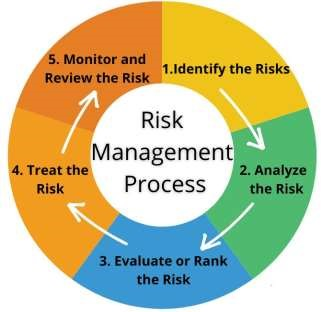 Risk
Management
Process
1.Identify the Risks
2. Analyze
the Risk
3. Evaluate or Rank
the Risk
4. Treat the
Risk
5. Monitor and
Review the Risk